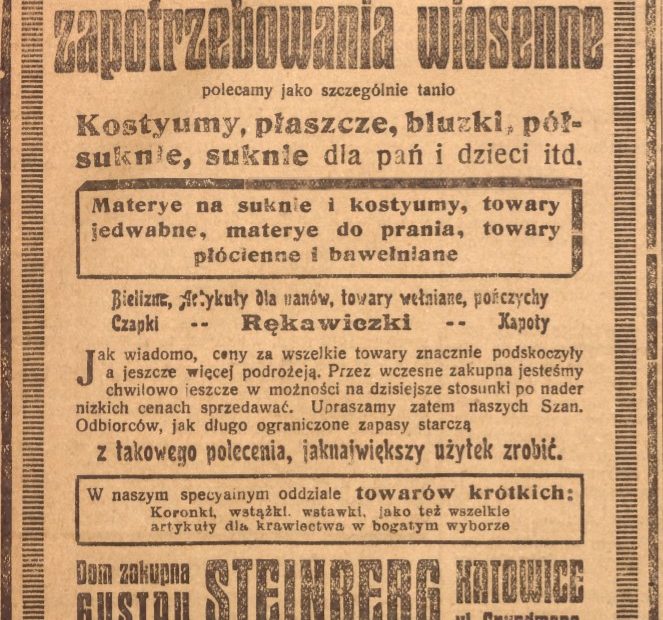 zapotrzebowania wiosenne
polecamy jako szczególnie tanio
Kostyumy, płaszcze, bluzki, pół-
suknie, suknie dla pań i dzieci itd.
Materye na suknie i kostyumy, towary
jedwabne, materye do prania, towary
płócienne i bawełniane
Bielizne, Artykuły dla panów, towary wełniane, pończychy
Czapki -- Rękawiczki -- Kapoty
Jak wiadomo, ceny za wszelkie towary znacznie podskoczyły
a jeszcze więcej podrożeją. Przez wczesne zakupna jesteśmy
chwilowo jeszcze w możności na dzisiejsze stosunki po nader
nizkich cenach sprzedawać. Upraszamy zatem naszych Szan.
Odbiorców, jak długo ograniczone zapasy starczą
z takowego polecenia, jaknajwiększy użytek zrobić.
W naszym specyalnym oddziale towarów krótkich:
Koronki, wstążki, wstawki, jako też wszelkie
artykuły dla krawiectwa w bogatym wyborze
Dom zakupna STEINBERG KATOWICE
GUSTAV ul.